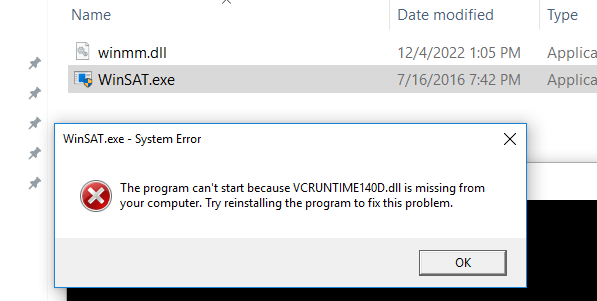 Name Date modified Type
winmm.dll 12/4/2022 1:05 PM Applica
WinSAT.exe 7/16/2016 7:42 PM Applica
WinSAT.exe - System Error
The program can't start because VCRUNTIME140D.dll is missing from
your computer. Try reinstalling the program to fix this problem.
OK